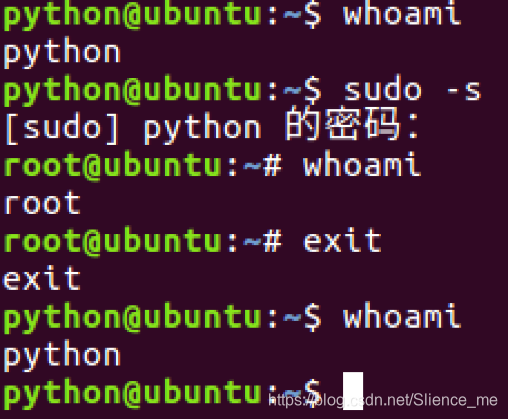 python@ubuntu:~$ whoami
python
python@ubuntu:~$ sudo -s
[sudo] python 的密码：
root@ubuntu:~# whoami
root
root@ubuntu:~# exit
exit
python@ubuntu:~$ whoami
python
python@ubuntu:~$
https://blog.csdn.net/Slience_me